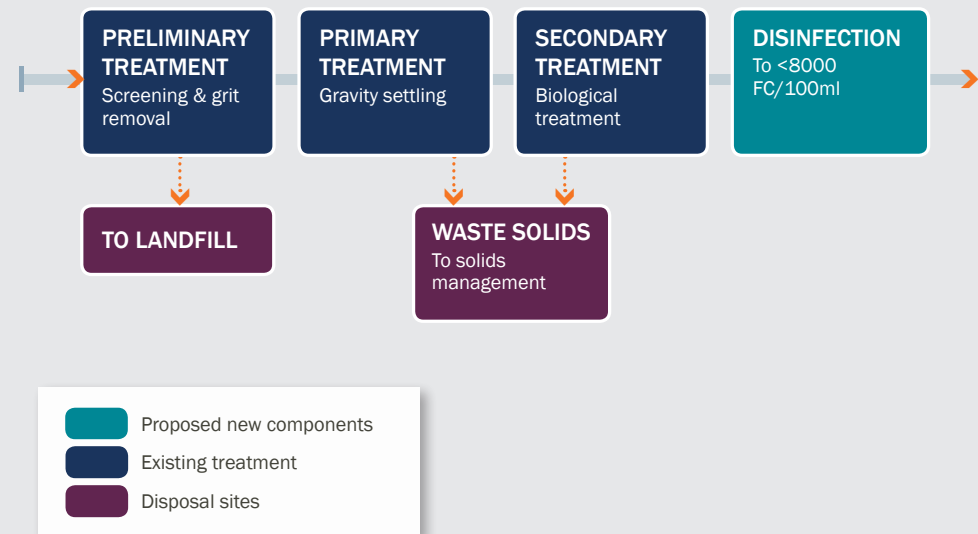 PRELIMINARY
TREATMENT
Screening & grit
removal
PRIMARY
TREATMENT
Gravity settling
SECONDARY
TREATMENT
Biological
treatment
DISINFECTION
To <8000
FC/100ml
TO LANDFILL
WASTE SOLIDS
To solids
management
Proposed new components
Existing treatment
Disposal sites